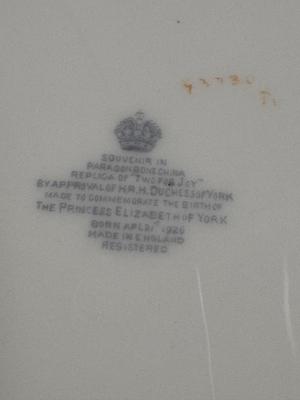 SOUVENIR IN
PARAGON BONE CHINA
REPLICA OF "TWO FOR JOY"
BY APPROVAL OF H.R.H. DUCHESS OF YORK
MADE TO COMMEMORATE THE BIRTH OF
THE PRINCESS ELIZABETH OF YORK
BORN APL 21ST 1926
MADE IN ENGLAND
REGISTERED